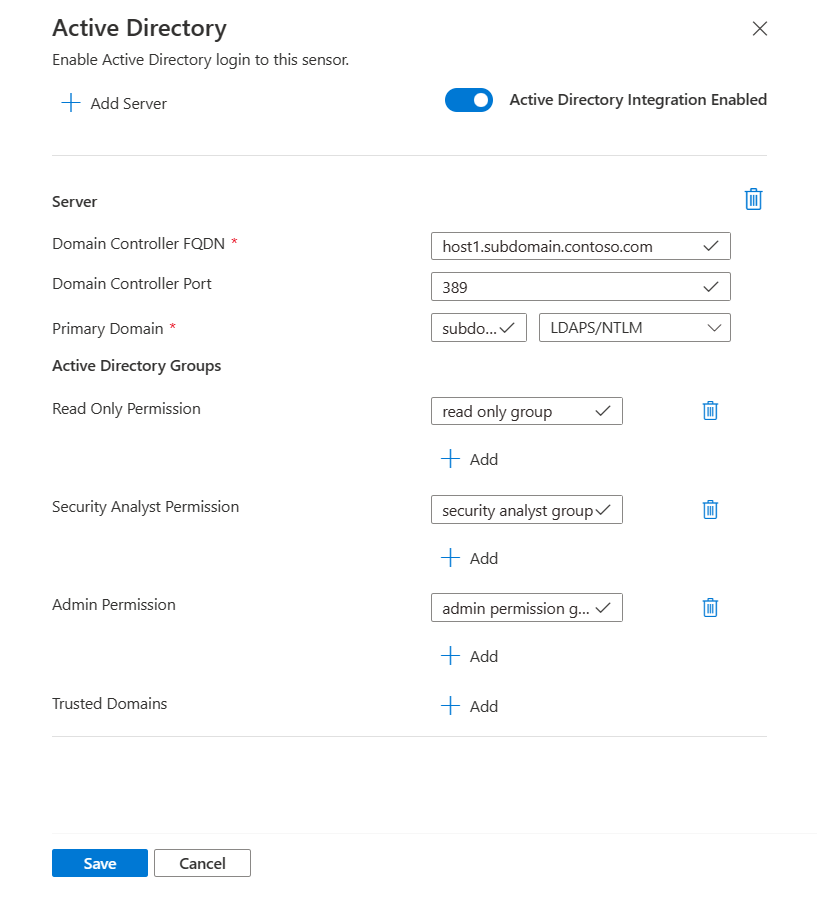 Active Directory
Enable Active Directory login to this sensor.
Add Server
Active Directory Integration Enabled
Server
Domain Controller FQDN *
host1.subdomain.contoso.com
Domain Controller Port
389
Primary Domain *
subdo...
LDAPS/NTLM
Active Directory Groups
Read Only Permission
read only group
Add
Security Analyst Permission
security analyst group
Add
Admin Permission
admin permission g...
Add
Trusted Domains
Add
Save
Cancel